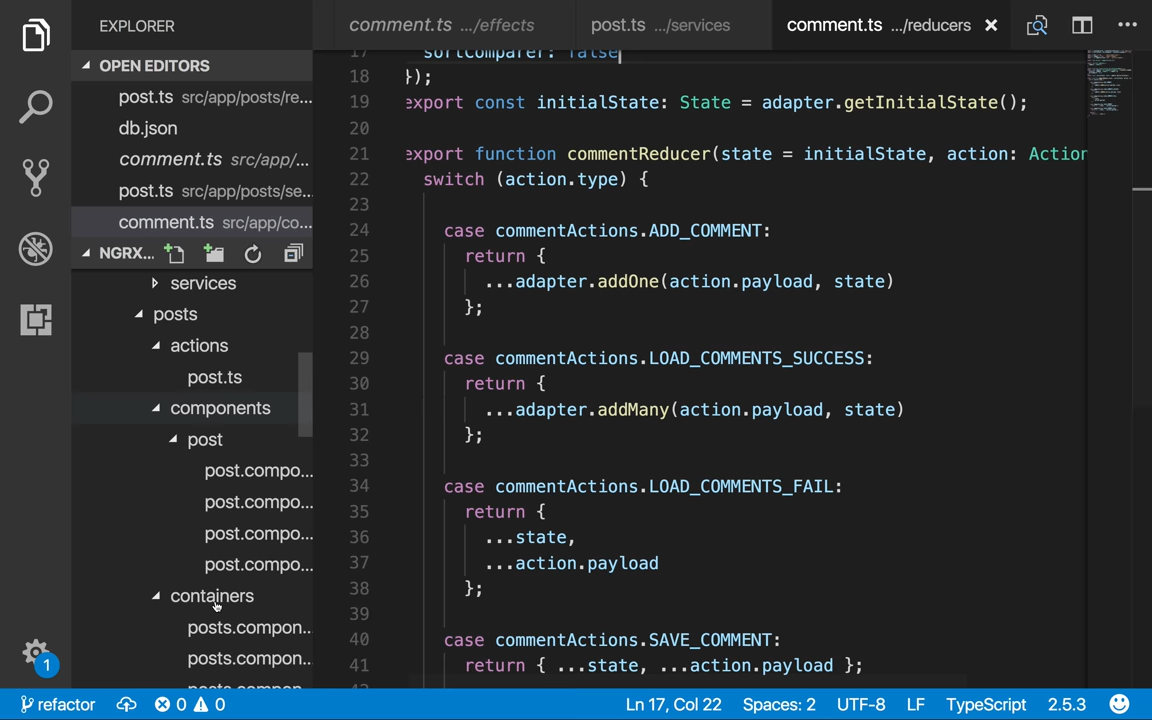 EXPLORER
comment.ts .../effects
post.ts .../services
comment.ts .../reducers
OPEN EDITORS
post.ts src/app/posts/re...
db.json
comment.ts src/app/...
post.ts src/app/posts/se...
comment.ts src/app/co...
NGRX...
services
posts
actions
post.ts
components
post
post.compo...
post.compo...
post.compo...
post.compo...
containers
posts.compon...
posts.compon...
posts.compon...
17 sortComparer: false
18 });
19 export const initialState: State = adapter.getInitialState();
20
21 export function commentReducer(state = initialState, action: Action
22 switch (action.type) {
23
24 case commentActions.ADD_COMMENT:
25 return {
26 ...adapter.addOne(action.payload, state)
27 };
28
29 case commentActions.LOAD_COMMENTS_SUCCESS:
30 return {
31 ...adapter.addMany(action.payload, state)
32 };
33
34 case commentActions.LOAD_COMMENTS_FAIL:
35 return {
36 ...state,
37 ...action.payload
38 };
39
40 case commentActions.SAVE_COMMENT:
41 return { ...state, ...action.payload };
1
refactor 0 0 Ln 17, Col 22 Spaces: 2 UTF-8 LF TypeScript 2.5.3